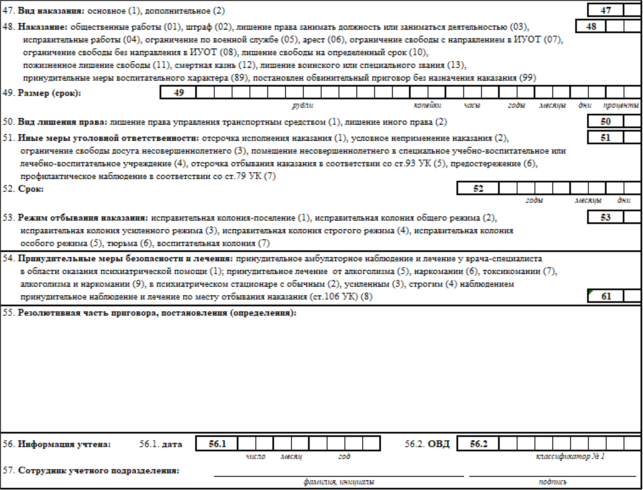 47. Вид наказания: основное (1), дополнительное (2) 47
48. Наказание: общественные работы (01), штраф (02), лишение права занимать должность или заниматься деятельностью (03), 48
исправительные работы (04), ограничение по военной службе (05), арест (06), ограничение свободы с направлением в ИУОТ (07),
ограничение свободы без направления в ИУОТ (08), лишение свободы на определенный срок (10),
пожизненное лишение свободы (11), смертная казнь (12), лишение воинского или специального звания (13),
принудительные меры воспитательного характера (89), постановлен обвинительный приговор без назначения наказания (99)
49. Размер (срок): 49
рубли копейки часы годы месяцы дни проценты
50. Вид лишения права: лишение права управления транспортным средством (1), лишение иного права (2) 50
51. Иные меры уголовной ответственности: отсрочка исполнения наказания (1), условное неприменение наказания (2), 51
ограничение свободы досуга несовершеннолетнего (3), помещение несовершеннолетнего в специальное учебно-воспитательное или
лечебно-воспитательное учреждение (4), отсрочка отбывания наказания в соответствии со ст.93 УК (5), предостережение (6),
профилактическое наблюдение в соответствии со ст.79 УК (7)
52. Срок: 52
годы месяцы дни
53. Режим отбывания наказания: исправительная колония-поселение (1), исправительная колония общего режима (2), 53
исправительная колония усиленного режима (3), исправительная колония строгого режима (4), исправительная колония
особого режима (5), тюрьма (6), воспитательная колония (7)
54. Принудительные меры безопасности и лечения: принудительное амбулаторное наблюдение и лечение у врача-специалиста
в области оказания психиатрической помощи (1); принудительное лечение от алкоголизма (5), наркомании (6), токсикомании (7),
алкоголизма и наркомании (9), в психиатрическом стационаре с обычным (2), усиленным (3), строгим (4) наблюдением
принудительное наблюдение и лечение по месту отбывания наказания (ст.106 УК) (8) 61
55. Резолютивная часть приговора, постановления (определения):
56. Информация учтена: 56.1. дата 56.1 56.2. ОВД 56.2
число месяц год классификатор № 1
57. Сотрудник учетного подразделения:
фамилия, инициалы подпись